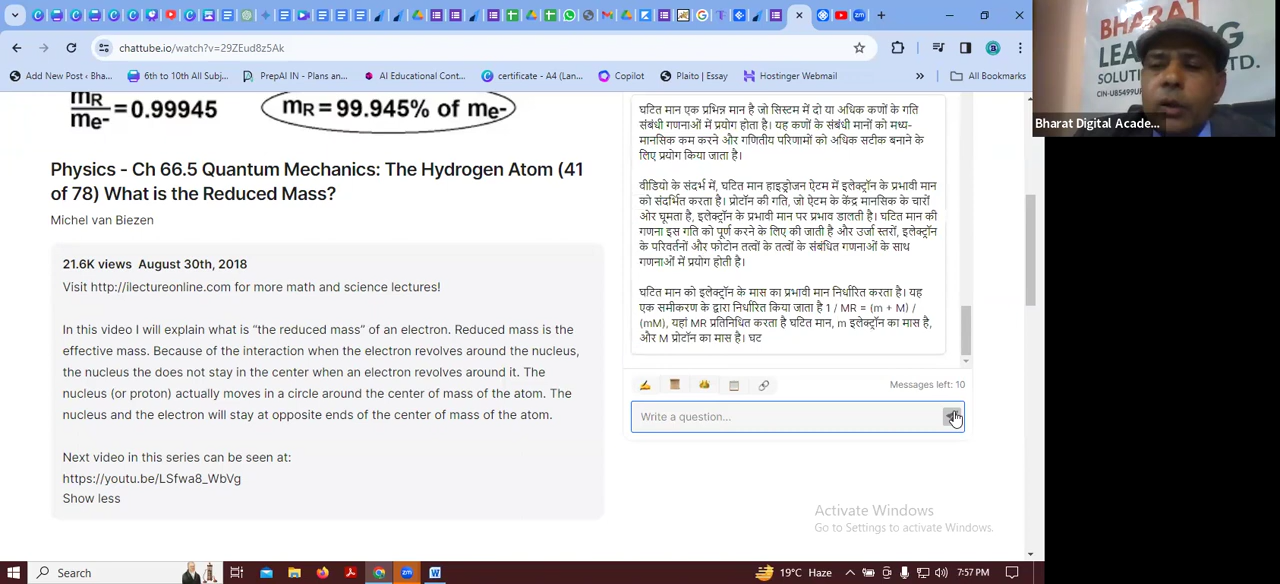 chattube.io/watch?v=29ZEud8z5Ak
Add New Post ‹ Bha...
6th to 10th All Subj...
PrepAI IN - Plans an...
AI Educational Cont...
certificate - A4 (Lan...
Copilot
Plaito | Essay
Hostinger Webmail
»
All Bookmarks
BHARAT
CIN-U85499UP
Bharat Digital Acade...
mR/me- = 0.99945
mR = 99.945% of me-
Physics - Ch 66.5 Quantum Mechanics: The Hydrogen Atom (41
of 78) What is the Reduced Mass?
Michel van Biezen
21.6K views August 30th, 2018
Visit http://ilectureonline.com for more math and science lectures!
In this video I will explain what is “the reduced mass” of an electron. Reduced mass is the
effective mass. Because of the interaction when the electron revolves around the nucleus,
the nucleus the does not stay in the center when an electron revolves around it. The
nucleus (or proton) actually moves in a circle around the center of mass of the atom. The
nucleus and the electron will stay at opposite ends of the center of mass of the atom.
Next video in this series can be seen at:
https://youtu.be/LSfwa8_WbVg
Show less
घटित मान एक प्रभिन्न मान है जो सिस्टम में दो या अधिक कणों के गति
संबंधी गणनाओं में प्रयोग होता है। यह कणों के संबंधी मानों को मध्य-
मानसिक कम करने और गणितीय परिणामों को अधिक सटीक बनाने के
लिए प्रयोग किया जाता है।
वीडियो के संदर्भ में, घटित मान हाइड्रोजन ऐटम में इलेक्ट्रॉन के प्रभावी मान
को संदर्भित करता है। प्रोटॉन की गति, जो ऐटम के केंद्र मानसिक के चारों
ओर घूमता है, इलेक्ट्रॉन के प्रभावी मान पर प्रभाव डालती है। घटित मान की
गणना इस गति को पूर्ण करने के लिए की जाती है और उर्जा स्तरों, इलेक्ट्रॉन
के परिवर्तनों और फोटोन तत्वों के तत्वों के संबंधित गणनाओं के साथ
गणनाओं में प्रयोग होती है।
घटित मान को इलेक्ट्रॉन के मास का प्रभावी मान निर्धारित करता है। यह
एक समीकरण के द्वारा निर्धारित किया जाता है 1 / MR = (m + M) /
(mM), यहां MR प्रतिनिधित करता है घटित मान, m इलेक्ट्रॉन का मास है,
और M प्रोटॉन का मास है। घट
Messages left: 10
Write a question...
Activate Windows
Go to Settings to activate Windows.
Search
19°C Haze
7:57 PM